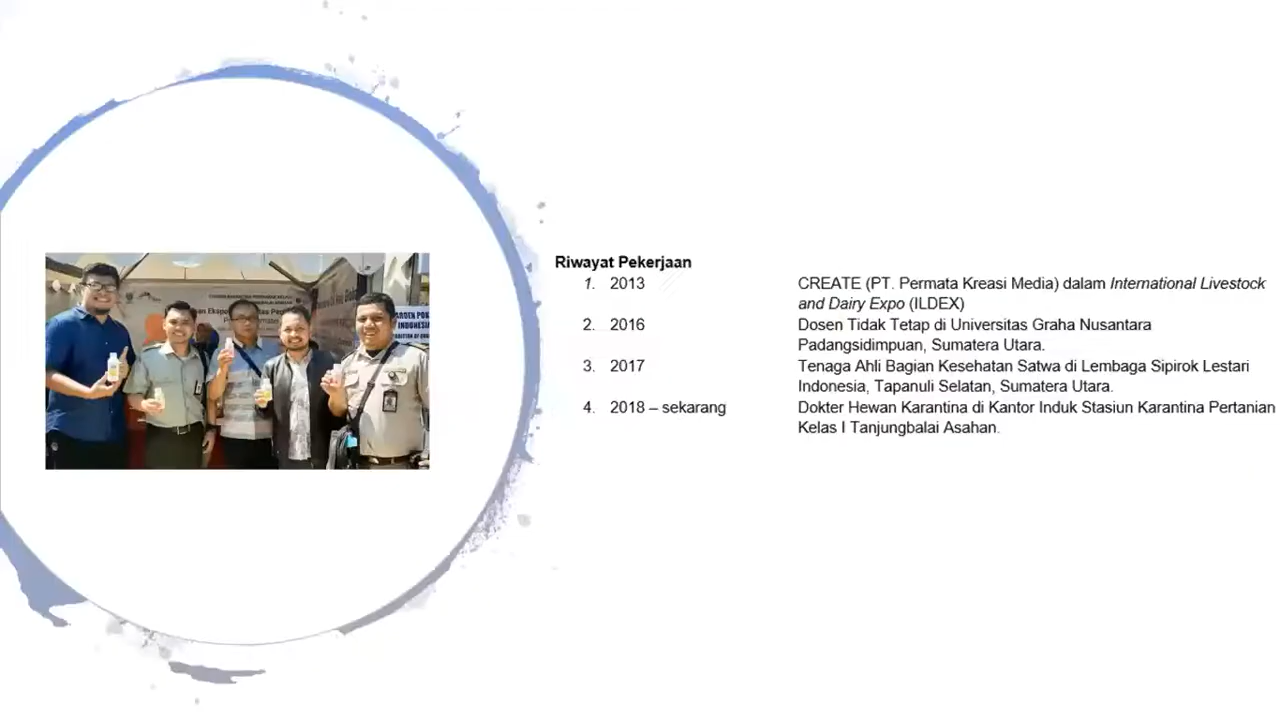 Riwayat Pekerjaan
1. 2013 CREATE (PT. Permata Kreasi Media) dalam International Livestock
and Dairy Expo (ILDEX)
2. 2016 Dosen Tidak Tetap di Universitas Graha Nusantara
Padangsidimpuan, Sumatera Utara.
3. 2017 Tenaga Ahli Bagian Kesehatan Satwa di Lembaga Sipirok Lestari
Indonesia, Tapanuli Selatan, Sumatera Utara.
4. 2018 – sekarang Dokter Hewan Karantina di Kantor Induk Stasiun Karantina Pertanian
Kelas I Tanjungbalai Asahan.
INDONESIA